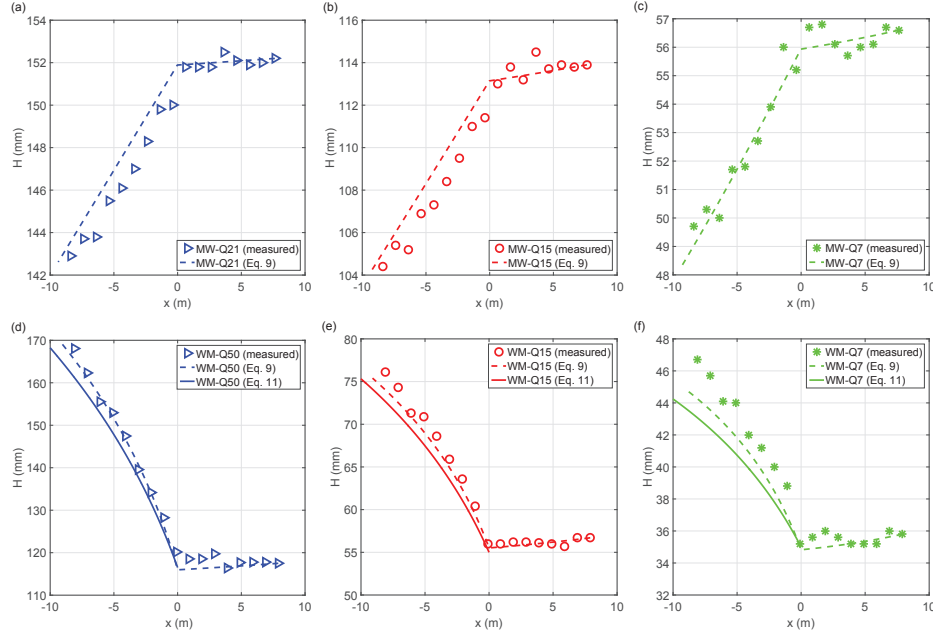 (a)
154
152
150
148
146
144
142
H (mm)
-10
-5
0
5
10
x (m)
MW-Q21 (measured)
MW-Q21 (Eq. 9)
(b)
116
114
112
110
108
106
104
H (mm)
-10
-5
0
5
10
x (m)
MW-Q15 (measured)
MW-Q15 (Eq. 9)
(c)
57
56
55
54
53
52
51
50
49
48
H (mm)
-10
-5
0
5
10
x (m)
MW-Q7 (measured)
MW-Q7 (Eq. 9)
(d)
170
160
150
140
130
120
110
H (mm)
-10
-5
0
5
10
x (m)
WM-Q50 (measured)
WM-Q50 (Eq. 9)
WM-Q50 (Eq. 11)
(e)
80
75
70
65
60
55
50
H (mm)
-10
-5
0
5
10
x (m)
WM-Q15 (measured)
WM-Q15 (Eq. 9)
WM-Q15 (Eq. 11)
(f)
48
46
44
42
40
38
36
34
32
H (mm)
-10
-5
0
5
10
x (m)
WM-Q7 (measured)
WM-Q7 (Eq. 9)
WM-Q7 (Eq. 11)